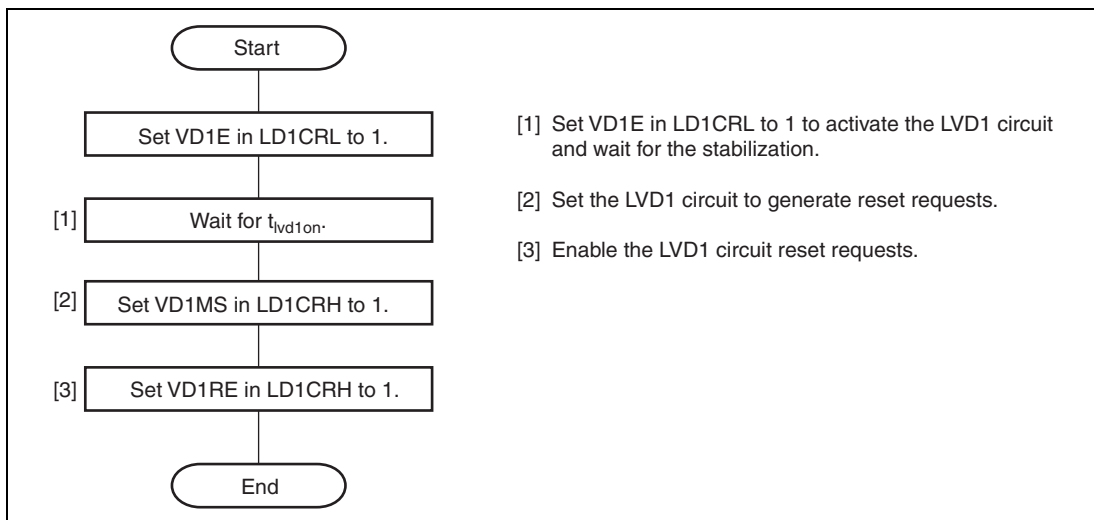 Start
Set VD1E in LD1CRL to 1.
[1] Wait for tlvd1on.
[2] Set VD1MS in LD1CRH to 1.
[3] Set VD1RE in LD1CRH to 1.
End
[1] Set VD1E in LD1CRL to 1 to activate the LVD1 circuit
and wait for the stabilization.
[2] Set the LVD1 circuit to generate reset requests.
[3] Enable the LVD1 circuit reset requests.